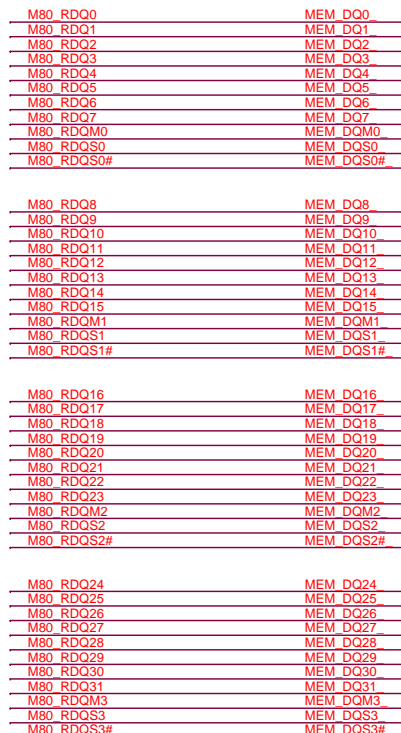 M80_RDQ0 MEM_DQ0_
M80_RDQ1 MEM_DQ1_
M80_RDQ2 MEM_DQ2_
M80_RDQ3 MEM_DQ3_
M80_RDQ4 MEM_DQ4_
M80_RDQ5 MEM_DQ5_
M80_RDQ6 MEM_DQ6_
M80_RDQ7 MEM_DQ7_
M80_RDQM0 MEM_DQM0_
M80_RDQS0 MEM_DQS0_
M80_RDQS0# MEM_DQS0#_
M80_RDQ8 MEM_DQ8_
M80_RDQ9 MEM_DQ9_
M80_RDQ10 MEM_DQ10_
M80_RDQ11 MEM_DQ11_
M80_RDQ12 MEM_DQ12_
M80_RDQ13 MEM_DQ13_
M80_RDQ14 MEM_DQ14_
M80_RDQ15 MEM_DQ15_
M80_RDQM1 MEM_DQM1_
M80_RDQS1 MEM_DQS1_
M80_RDQS1# MEM_DQS1#_
M80_RDQ16 MEM_DQ16_
M80_RDQ17 MEM_DQ17_
M80_RDQ18 MEM_DQ18_
M80_RDQ19 MEM_DQ19_
M80_RDQ20 MEM_DQ20_
M80_RDQ21 MEM_DQ21_
M80_RDQ22 MEM_DQ22_
M80_RDQ23 MEM_DQ23_
M80_RDQM2 MEM_DQM2_
M80_RDQS2 MEM_DQS2_
M80_RDQS2# MEM_DQS2#_
M80_RDQ24 MEM_DQ24_
M80_RDQ25 MEM_DQ25_
M80_RDQ26 MEM_DQ26_
M80_RDQ27 MEM_DQ27_
M80_RDQ28 MEM_DQ28_
M80_RDQ29 MEM_DQ29_
M80_RDQ30 MEM_DQ30_
M80_RDQ31 MEM_DQ31_
M80_RDQM3 MEM_DQM3_
M80_RDQS3 MEM_DQS3_
M80_RDQS3# MEM_DQS3#_